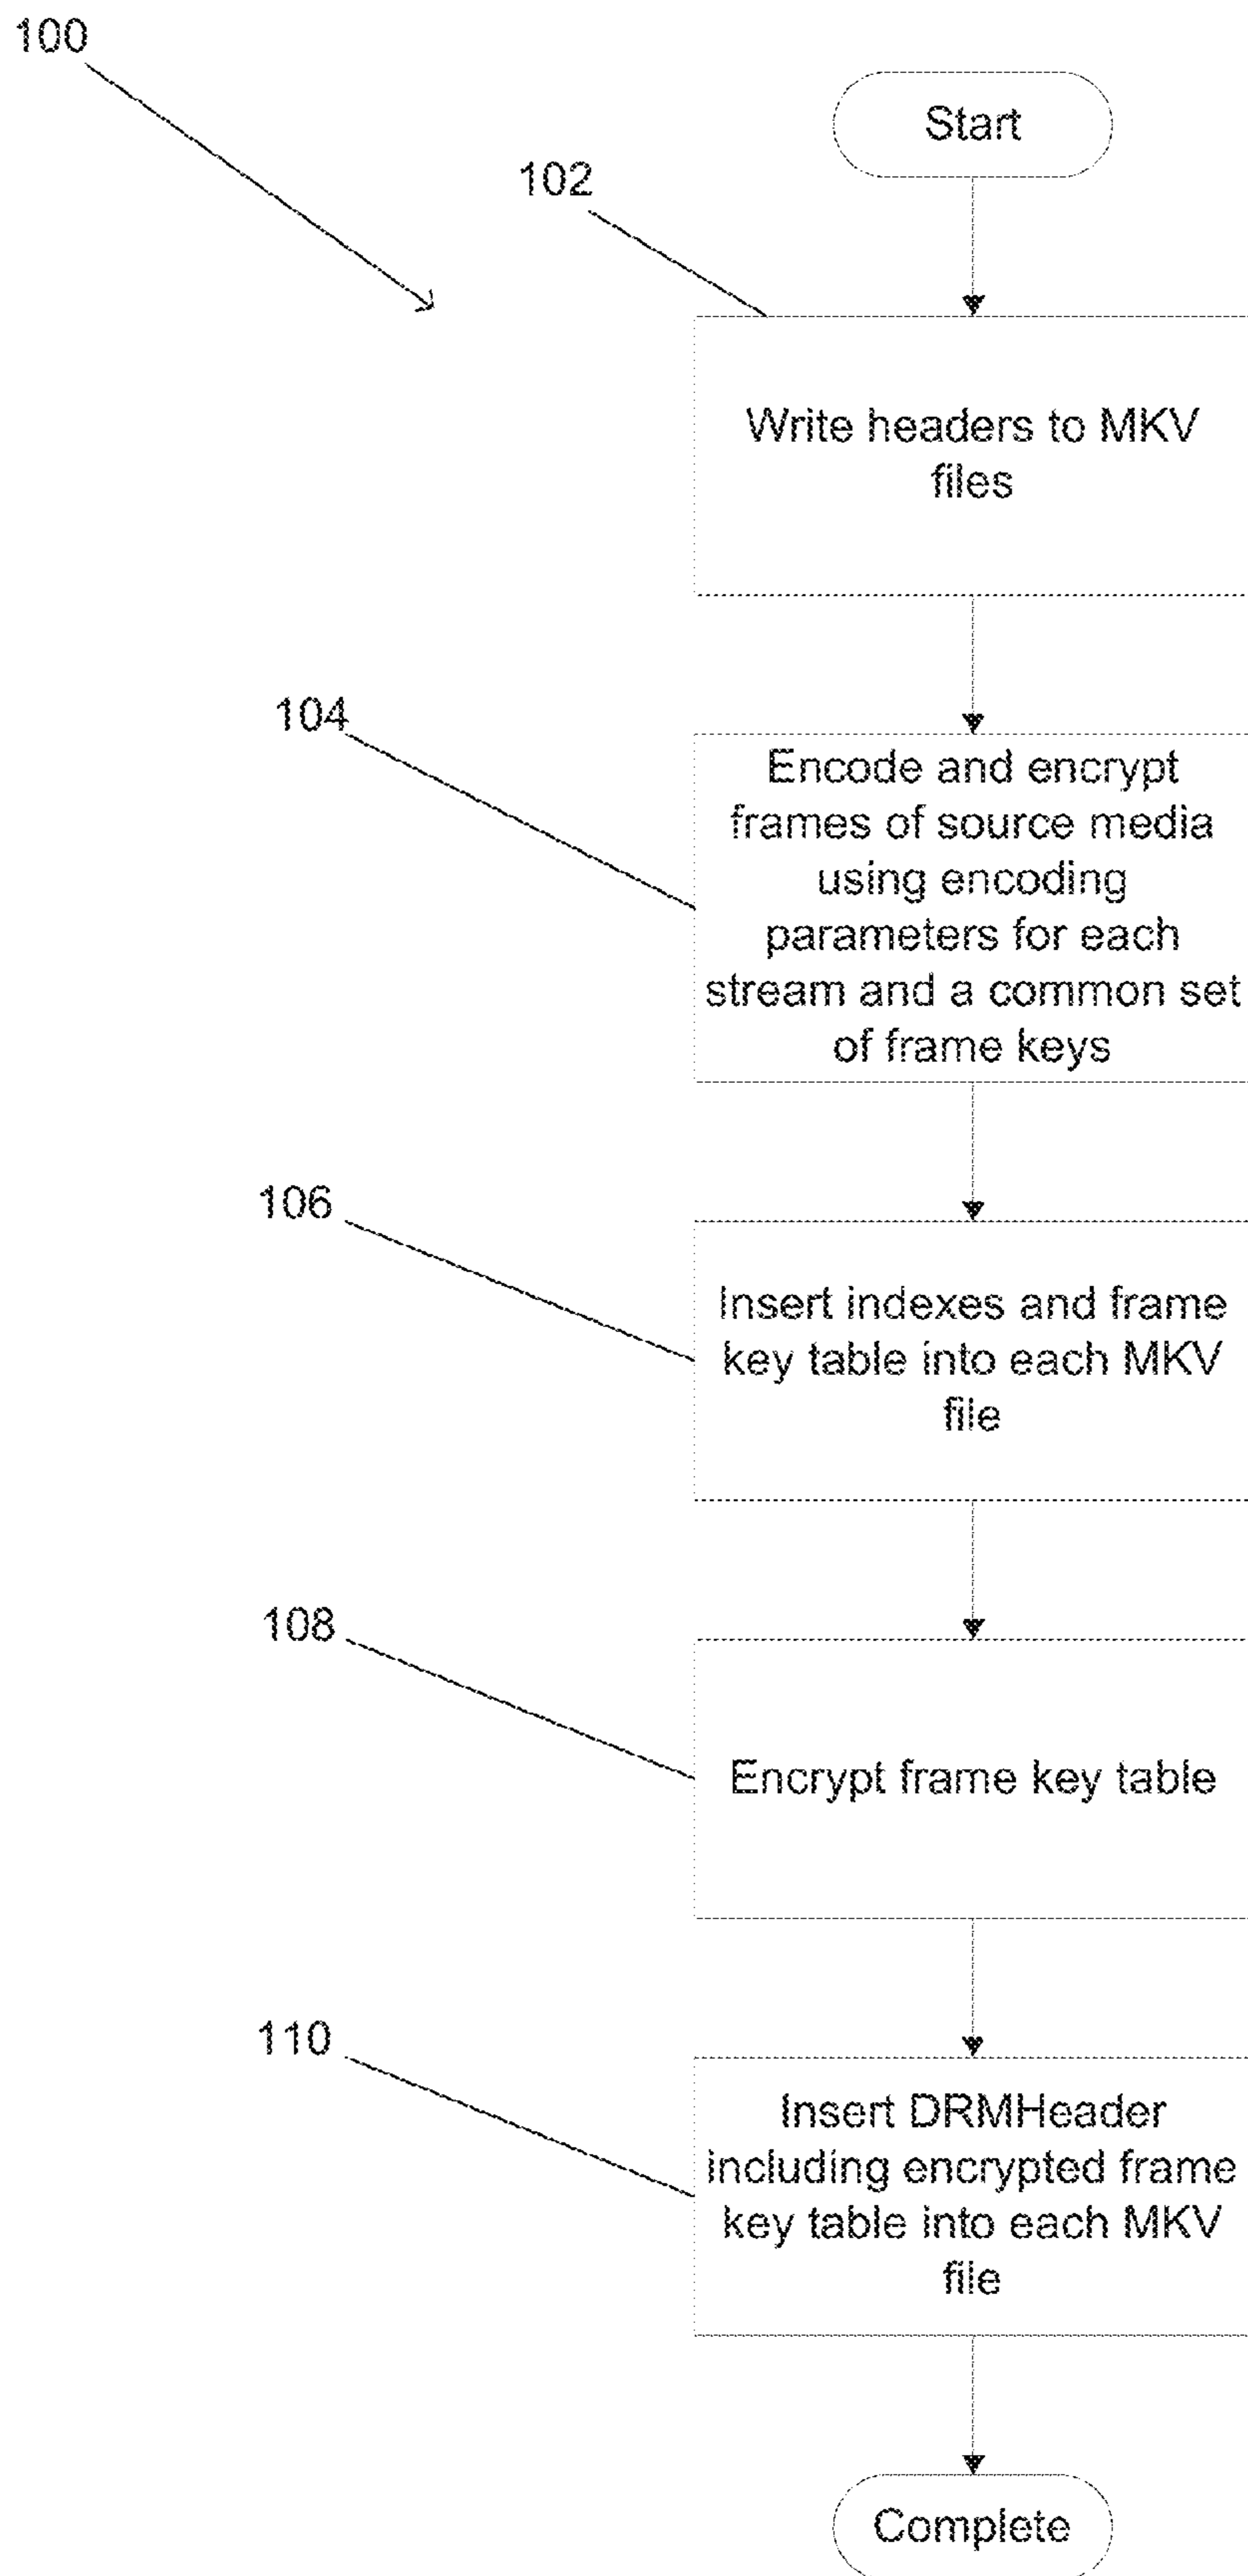 100
Start
102
Write headers to MKV
files
104
Encode and encrypt
frames of source media
using encoding
parameters for each
stream and a common set
of frame keys
106
Insert indexes and frame
key table into each MKV
file
108
Encrypt frame key table
110
Insert DRMHeader
including encrypted frame
key table into each MKV
file
Complete